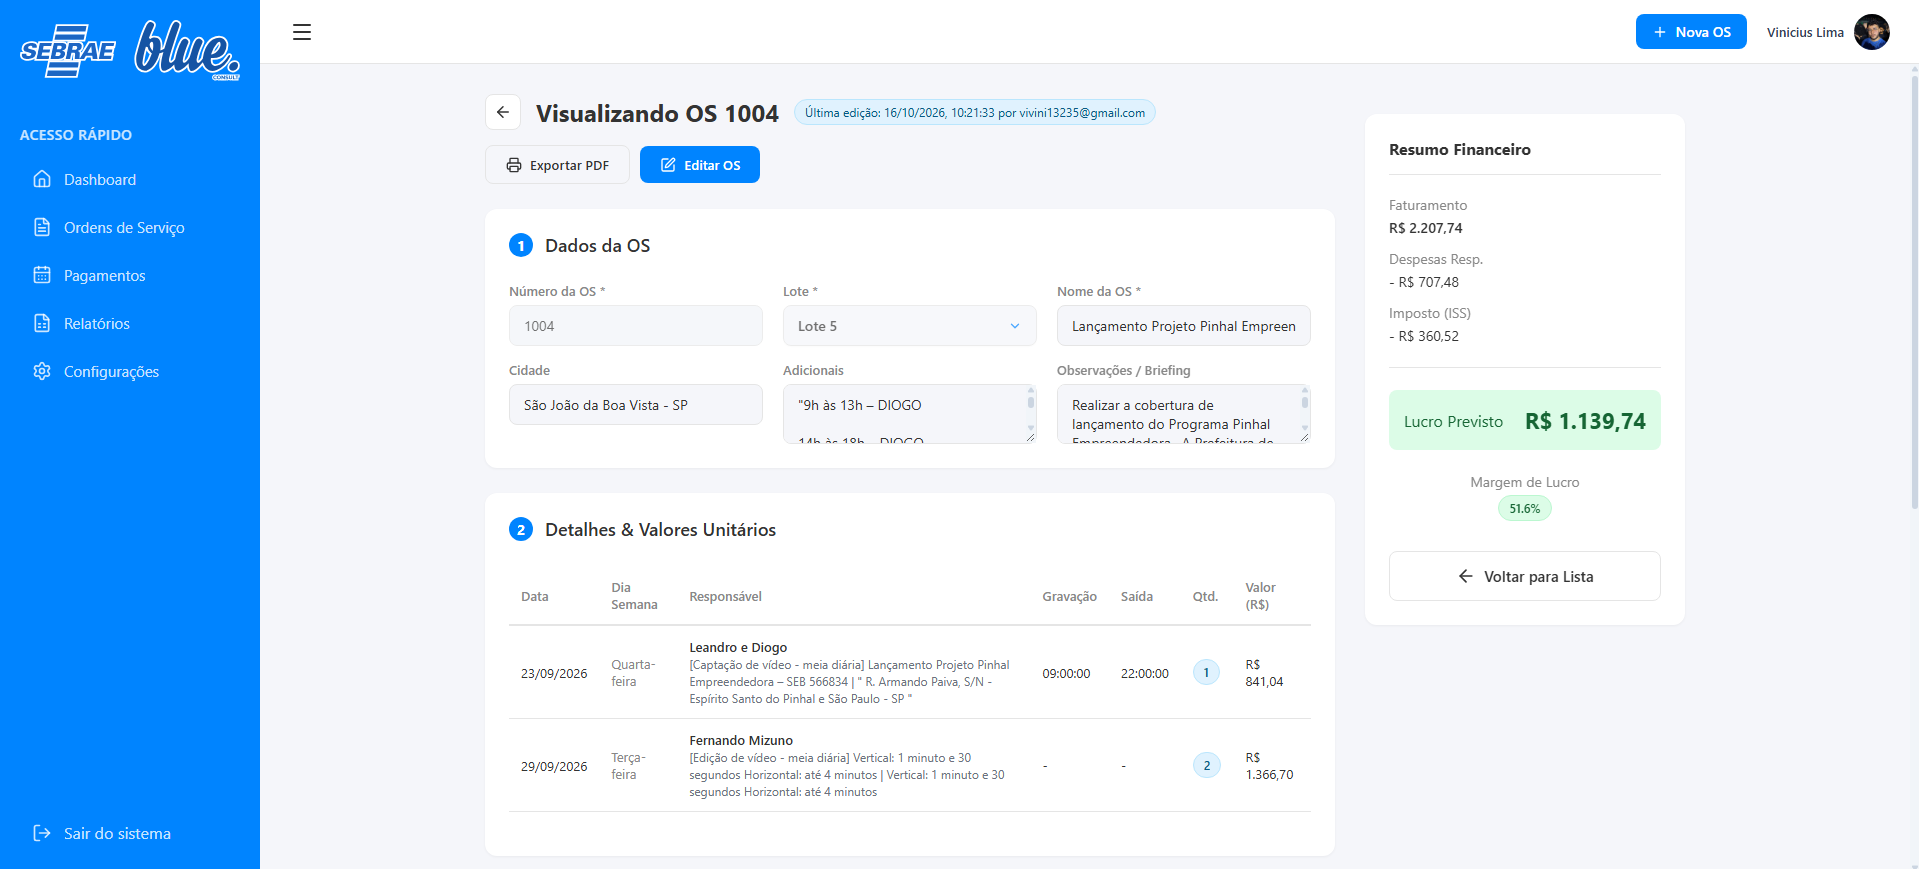 SEBRAE
blue.
CONSULT
Nova OS
Vinicius Lima
ACESSO RÁPIDO
Dashboard
Ordens de Serviço
Pagamentos
Relatórios
Configurações
Sair do sistema
Visualizando OS 1004
Última edição: 16/10/2026, 10:21:33 por vivini13235@gmail.com
Exportar PDF
Editar OS
1 Dados da OS
Número da OS *
1004
Lote *
Lote 5
Nome da OS *
Lançamento Projeto Pinhal Empreen
Cidade
São João da Boa Vista - SP
Adicionais
"9h às 13h – DIOGO
14h às 18h – DIOGO
Observações / Briefing
Realizar a cobertura de
lançamento do Programa Pinhal
Empreendedora. A Prefeitura de
2 Detalhes & Valores Unitários
Data
Dia
Semana
Responsável
Gravação
Saída
Qtd.
Valor
(R$)
23/09/2026
Quarta-
feira
Leandro e Diogo
[Captação de vídeo - meia diária] Lançamento Projeto Pinhal
Empreendedora – SEB 566834 | " R. Armando Paiva, S/N -
Espírito Santo do Pinhal e São Paulo - SP "
09:00:00
22:00:00
1
R$
841,04
29/09/2026
Terça-
feira
Fernando Mizuno
[Edição de vídeo - meia diária] Vertical: 1 minuto e 30
segundos Horizontal: até 4 minutos | Vertical: 1 minuto e 30
segundos Horizontal: até 4 minutos
-
-
2
R$
1.366,70
Resumo Financeiro
Faturamento
R$ 2.207,74
Despesas Resp.
- R$ 707,48
Imposto (ISS)
- R$ 360,52
Lucro Previsto R$ 1.139,74
Margem de Lucro
51.6%
Voltar para Lista